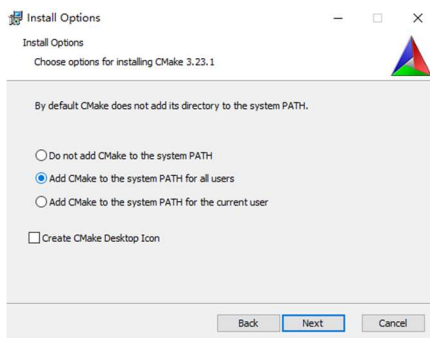 Install Options
Install Options
Choose options for installing CMake 3.23.1
By default CMake does not add its directory to the system PATH.
Do not add CMake to the system PATH
Add CMake to the system PATH for all users
Add CMake to the system PATH for the current user
Create CMake Desktop Icon
Back Next Cancel